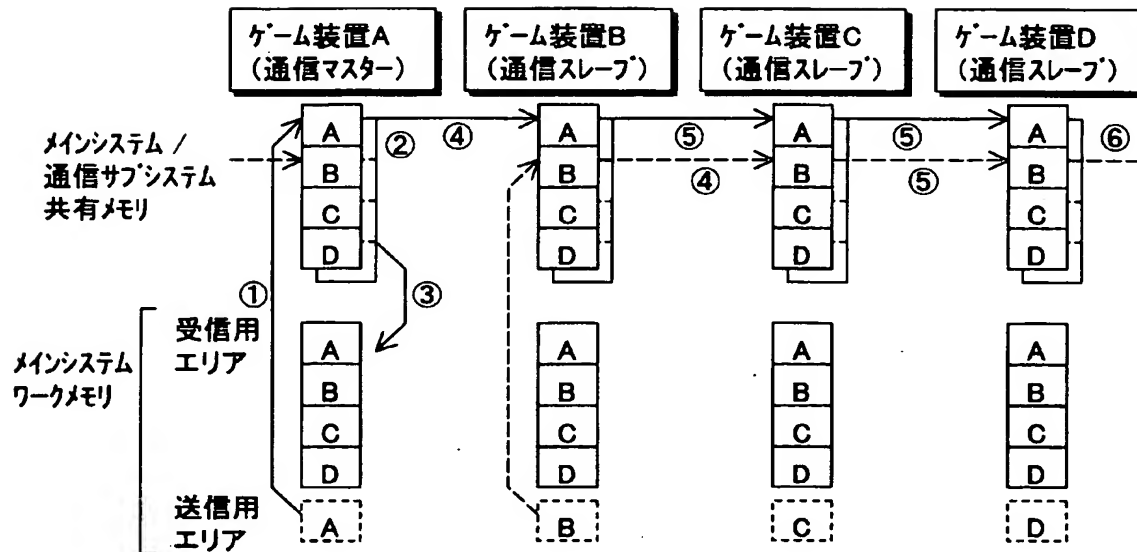 ゲーム装置A
(通信マスター)
ゲーム装置B
(通信スレーブ)
ゲーム装置C
(通信スレーブ)
ゲーム装置D
(通信スレーブ)
メインシステム /
通信サブシステム
共有メモリ
A
B
C
D
②
④
A
B
C
D
⑤
④
A
B
C
D
⑤
⑤
A
B
C
D
⑥
①
③
メインシステム
ワークメモリ
受信用
エリア
A
B
C
D
A
B
C
D
A
B
C
D
A
B
C
D
送信用
エリア
A
B
C
D